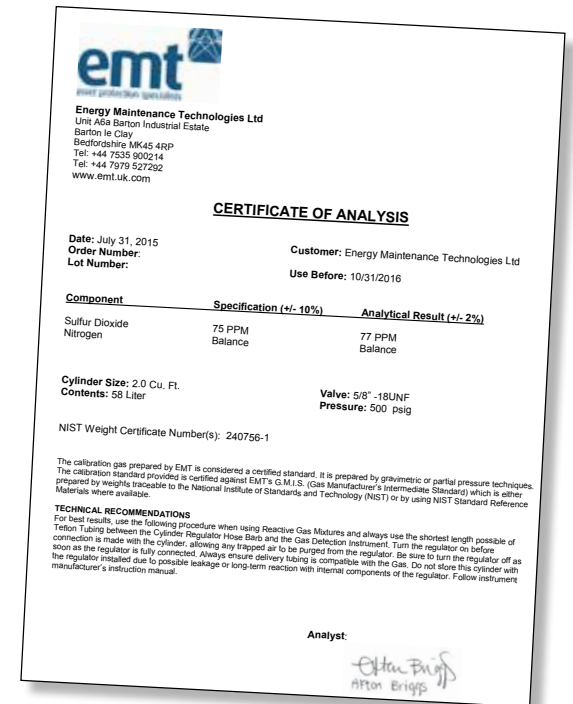 emt
asset protection specialists
Energy Maintenance Technologies Ltd
Unit A6a Barton Industrial Estate
Barton le Clay
Bedfordshire MK45 4RP
Tel: +44 7535 900214
Tel: +44 7979 527292
www.emt.uk.com
CERTIFICATE OF ANALYSIS
Date: July 31, 2015
Order Number:
Lot Number:
Customer: Energy Maintenance Technologies Ltd
Use Before: 10/31/2016
Component Specification (+/- 10%) Analytical Result (+/- 2%)
Sulfur Dioxide 75 PPM 77 PPM
Nitrogen Balance Balance
Cylinder Size: 2.0 Cu. Ft. Valve: 5/8" -18UNF
Contents: 58 Liter Pressure: 500 psig
NIST Weight Certificate Number(s): 240756-1
The calibration gas prepared by EMT is considered a certified standard. It is prepared by gravimetric or partial pressure techniques.
The calibration standard provided is certified against EMT's G.M.I.S. (Gas Manufacturer's Intermediate Standard) which is either
prepared by weights traceable to the National Institute of Standards and Technology (NIST) or by using NIST Standard Reference
Materials where available.
TECHNICAL RECOMMENDATIONS
For best results, use the following procedure when using Reactive Gas Mixtures and always use the shortest length possible of
Teflon Tubing between the Cylinder Regulator Hose Barb and the Gas Detection Instrument. Turn the regulator on before
connection is made with the cylinder, allowing any trapped air to be purged from the regulator. Be sure to turn the regulator off as
soon as the regulator is fully connected. Always ensure delivery tubing is compatible with the Gas. Do not store this cylinder with
the regulator installed due to possible leakage or long-term reaction with internal components of the regulator. Follow instrument
manufacturer's instruction manual.
Analyst:
Afton Briggs
Afton Briggs